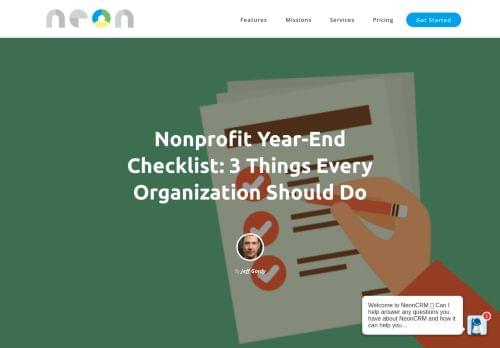 neon
Features
Missions
Services
Pricing
Get Started
Nonprofit Year-End
Checklist: 3 Things Every
Organization Should Do
By Jeff Gordy
Welcome to NeonCRM 🏻 Can I
help answer any questions you
have about NeonCRM and how it
can help you...
1